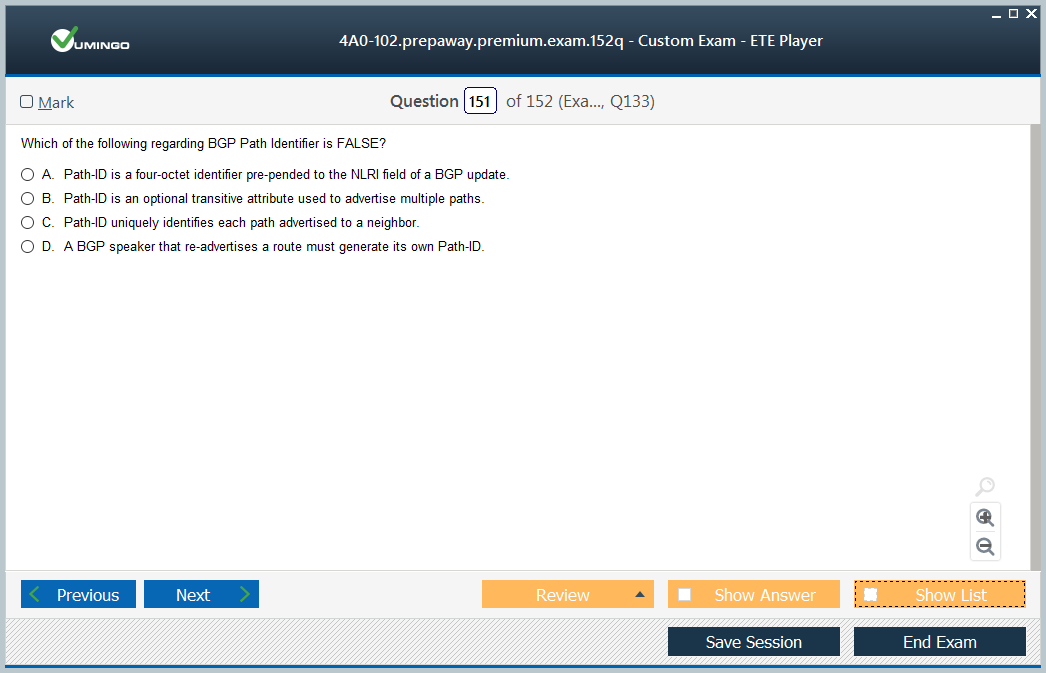 VUMINGO
4A0-102.prepaway.premium.exam.152q - Custom Exam - ETE Player
Mark
Question 151 of 152 (Exa..., Q133)
Which of the following regarding BGP Path Identifier is FALSE?
A. Path-ID is a four-octet identifier pre-pended to the NLRI field of a BGP update.
B. Path-ID is an optional transitive attribute used to advertise multiple paths.
C. Path-ID uniquely identifies each path advertised to a neighbor.
D. A BGP speaker that re-advertises a route must generate its own Path-ID.
Previous Next Review Show Answer Show List
Save Session End Exam